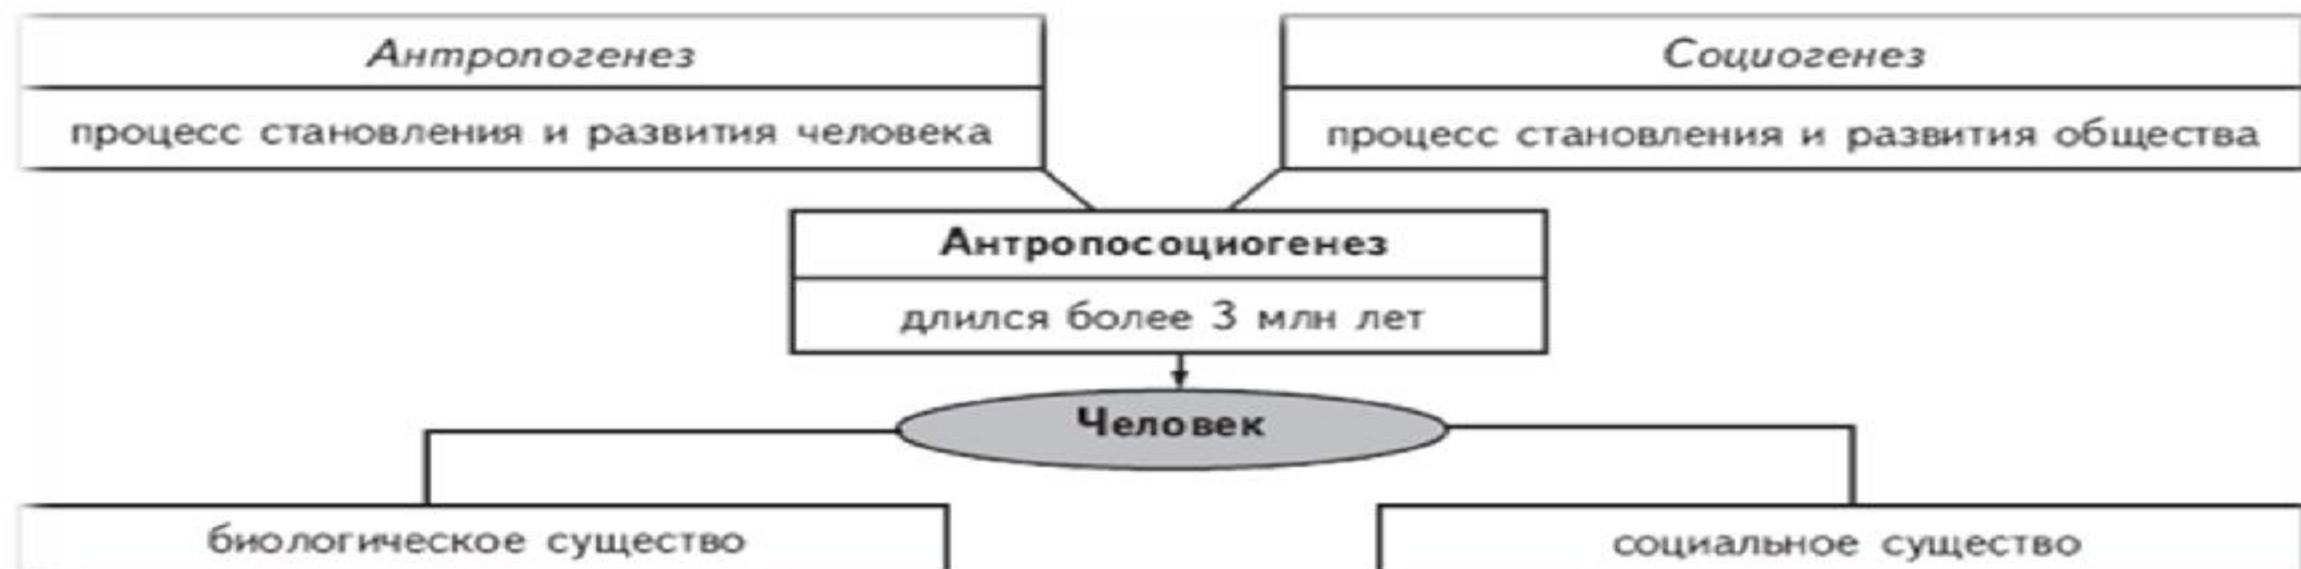 Антропогенез
процесс становления и развития человека
Социогенез
процесс становления и развития общества
Антропосоциогенез
длился более 3 млн лет
Человек
биологическое существо
социальное существо